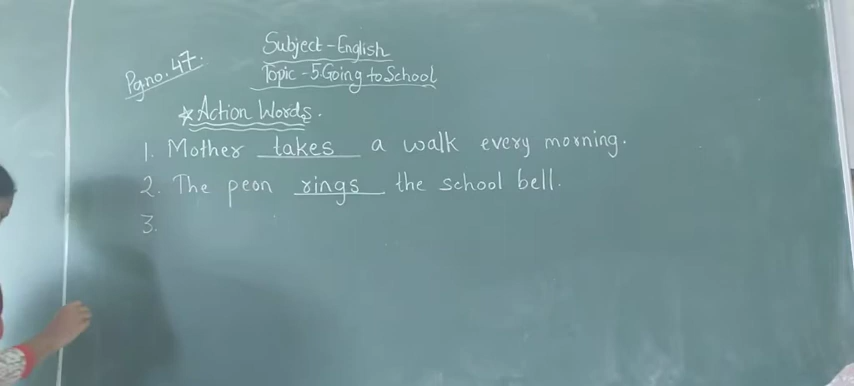 Pg no. 47.
Subject - English
Topic - 5. Going to School
* Action Words.
1. Mother takes a walk every morning.
2. The peon rings the school bell.
3.